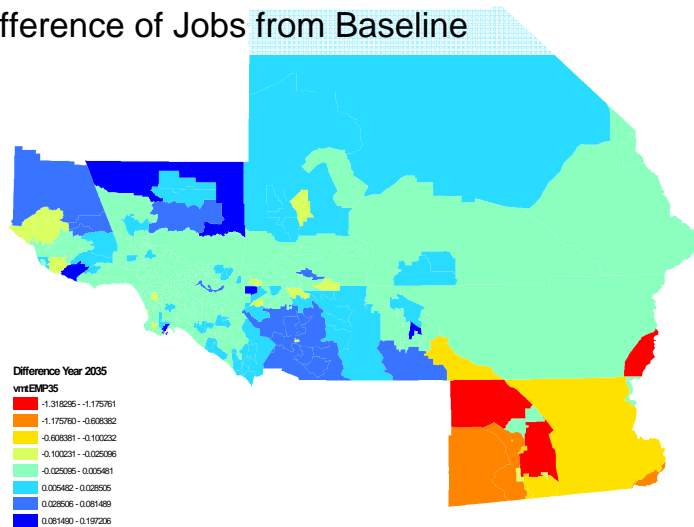 fference of Jobs from Baseline
Difference Year 2035
vmtEMP35
-1.318295 - -1.175761
-1.175760 - -0.608382
-0.608381 - -0.100232
-0.100231 - -0.025096
-0.025095 - 0.005481
0.005482 - 0.028505
0.028506 - 0.081489
0.081490 - 0.197206